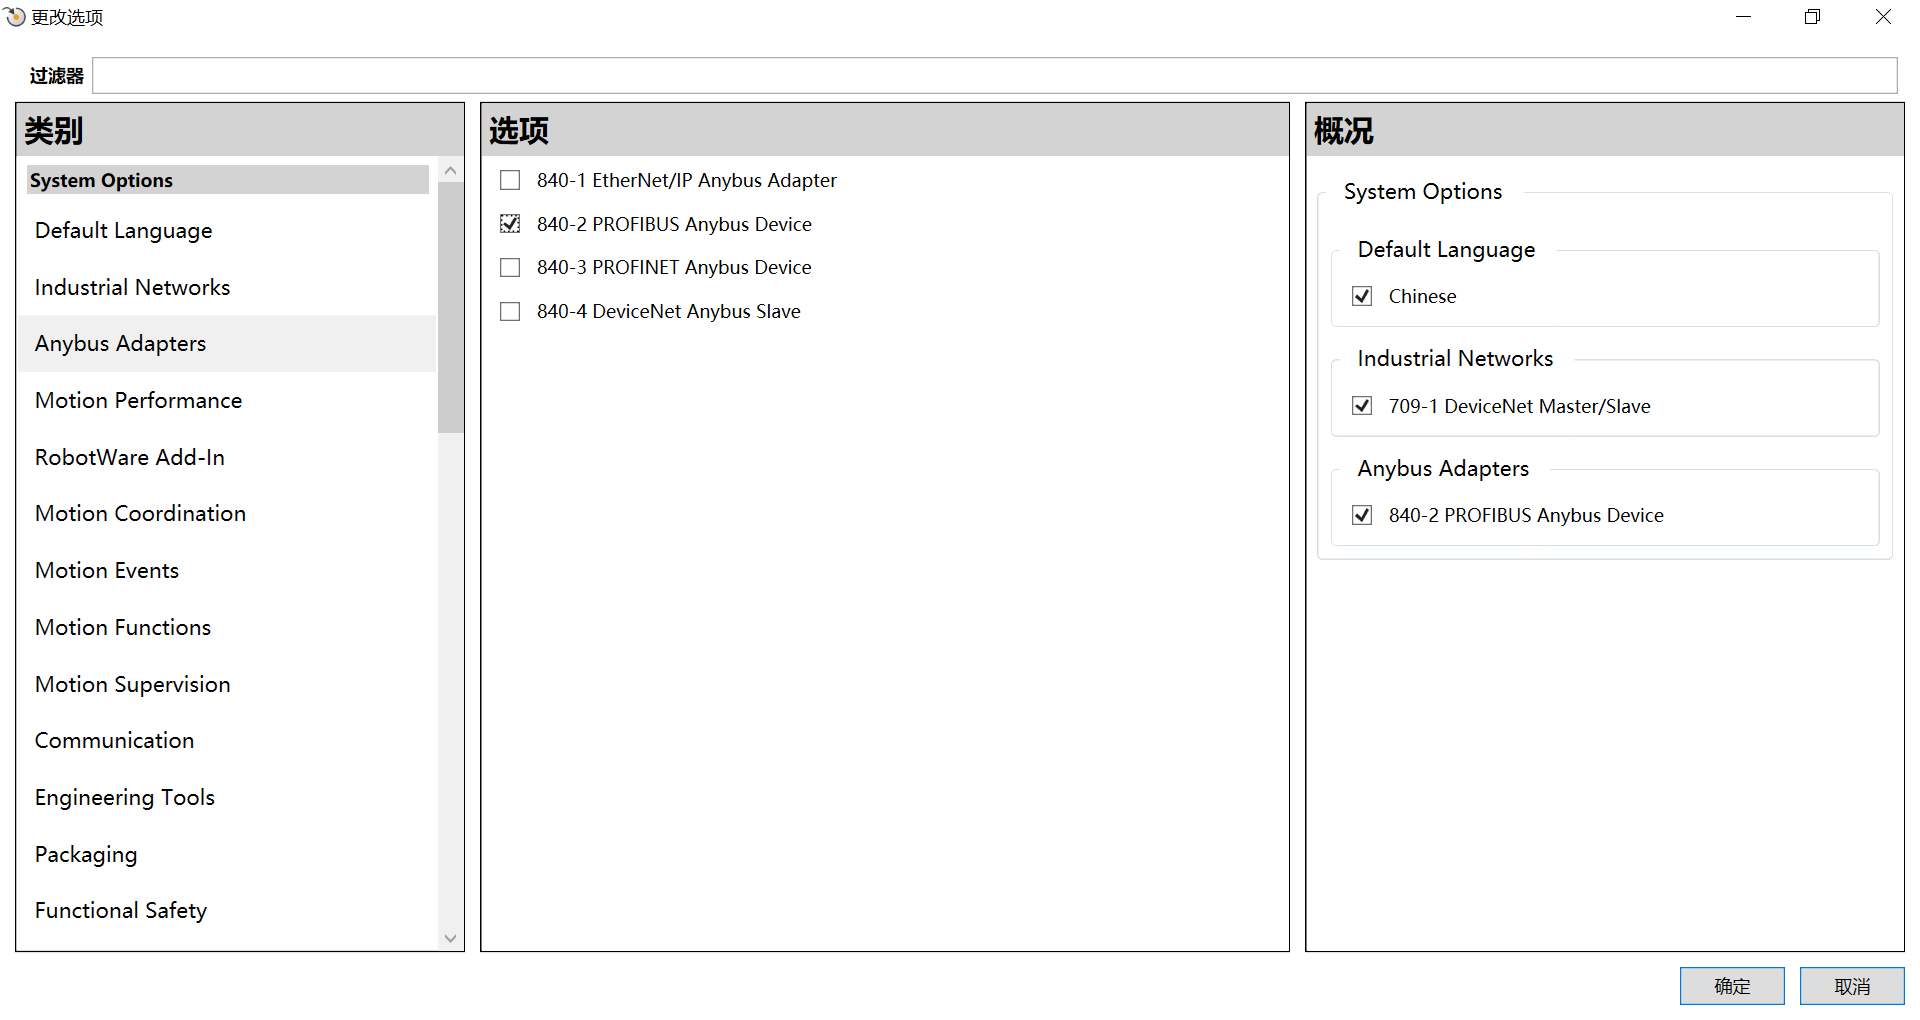 更改选项
过滤器
类别
System Options
Default Language
Industrial Networks
Anybus Adapters
Motion Performance
RobotWare Add-In
Motion Coordination
Motion Events
Motion Functions
Motion Supervision
Communication
Engineering Tools
Packaging
Functional Safety
选项
840-1 EtherNet/IP Anybus Adapter
840-2 PROFIBUS Anybus Device
840-3 PROFINET Anybus Device
840-4 DeviceNet Anybus Slave
概况
System Options
Default Language
Chinese
Industrial Networks
709-1 DeviceNet Master/Slave
Anybus Adapters
840-2 PROFIBUS Anybus Device
确定
取消